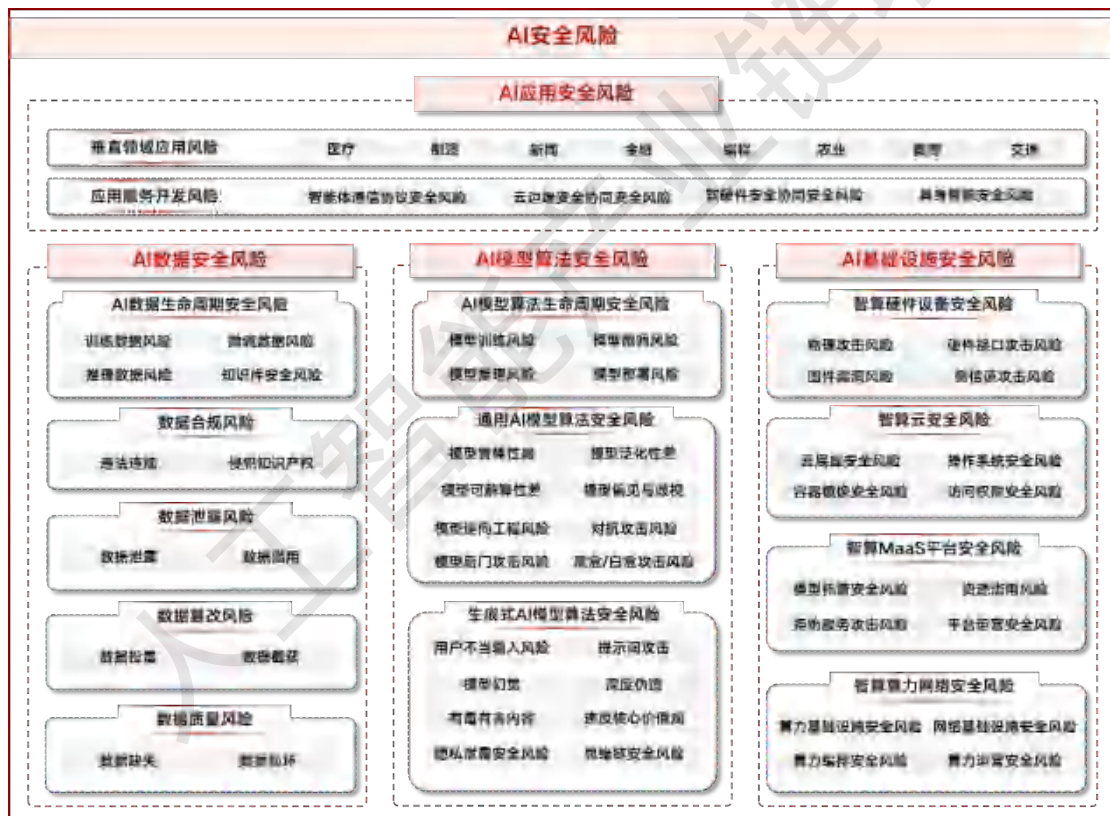 AI安全风险
AI应用安全风险
垂直领域应用风险 医疗 制造 新闻 金融 编程 农业 教育 交通
应用服务开发风险: 智能体通信协议安全风险 云边端安全协同安全风险 软硬件安全协同安全风险 具身智能安全风险
AI数据安全风险
AI数据生命周期安全风险
训练数据风险 微调数据风险
推理数据风险 知识库安全风险
数据合规风险
违法违规 侵犯知识产权
数据泄露风险
数据泄露 数据滥用
数据篡改风险
数据投毒 数据截获
数据质量风险
数据缺失 数据损坏
AI模型算法安全风险
AI模型算法生命周期安全风险
模型训练风险 模型微调风险
模型推理风险 模型部署风险
通用AI模型算法安全风险
模型鲁棒性弱 模型泛化性差
模型可解释性差 模型偏见与歧视
模型逆向工程风险 对抗攻击风险
模型后门攻击风险 黑盒/白盒攻击风险
生成式AI模型算法安全风险
用户不当输入风险 提示词攻击
模型幻觉 深度伪造
有毒有害内容 违反核心价值观
隐私泄露安全风险 思维链安全风险
AI基础设施安全风险
智算硬件设备安全风险
物理攻击风险 硬件接口攻击风险
固件漏洞风险 侧信道攻击风险
智算云安全风险
云原生安全风险 操作系统安全风险
容器镜像安全风险 访问权限安全风险
智算MaaS平台安全风险
模型托管安全风险 资源滥用风险
拒绝服务攻击风险 平台运营安全风险
智算算力网络安全风险
算力基础设施安全风险 网络基础设施安全风险
算力编排安全风险 算力运营安全风险
人工智能产业链